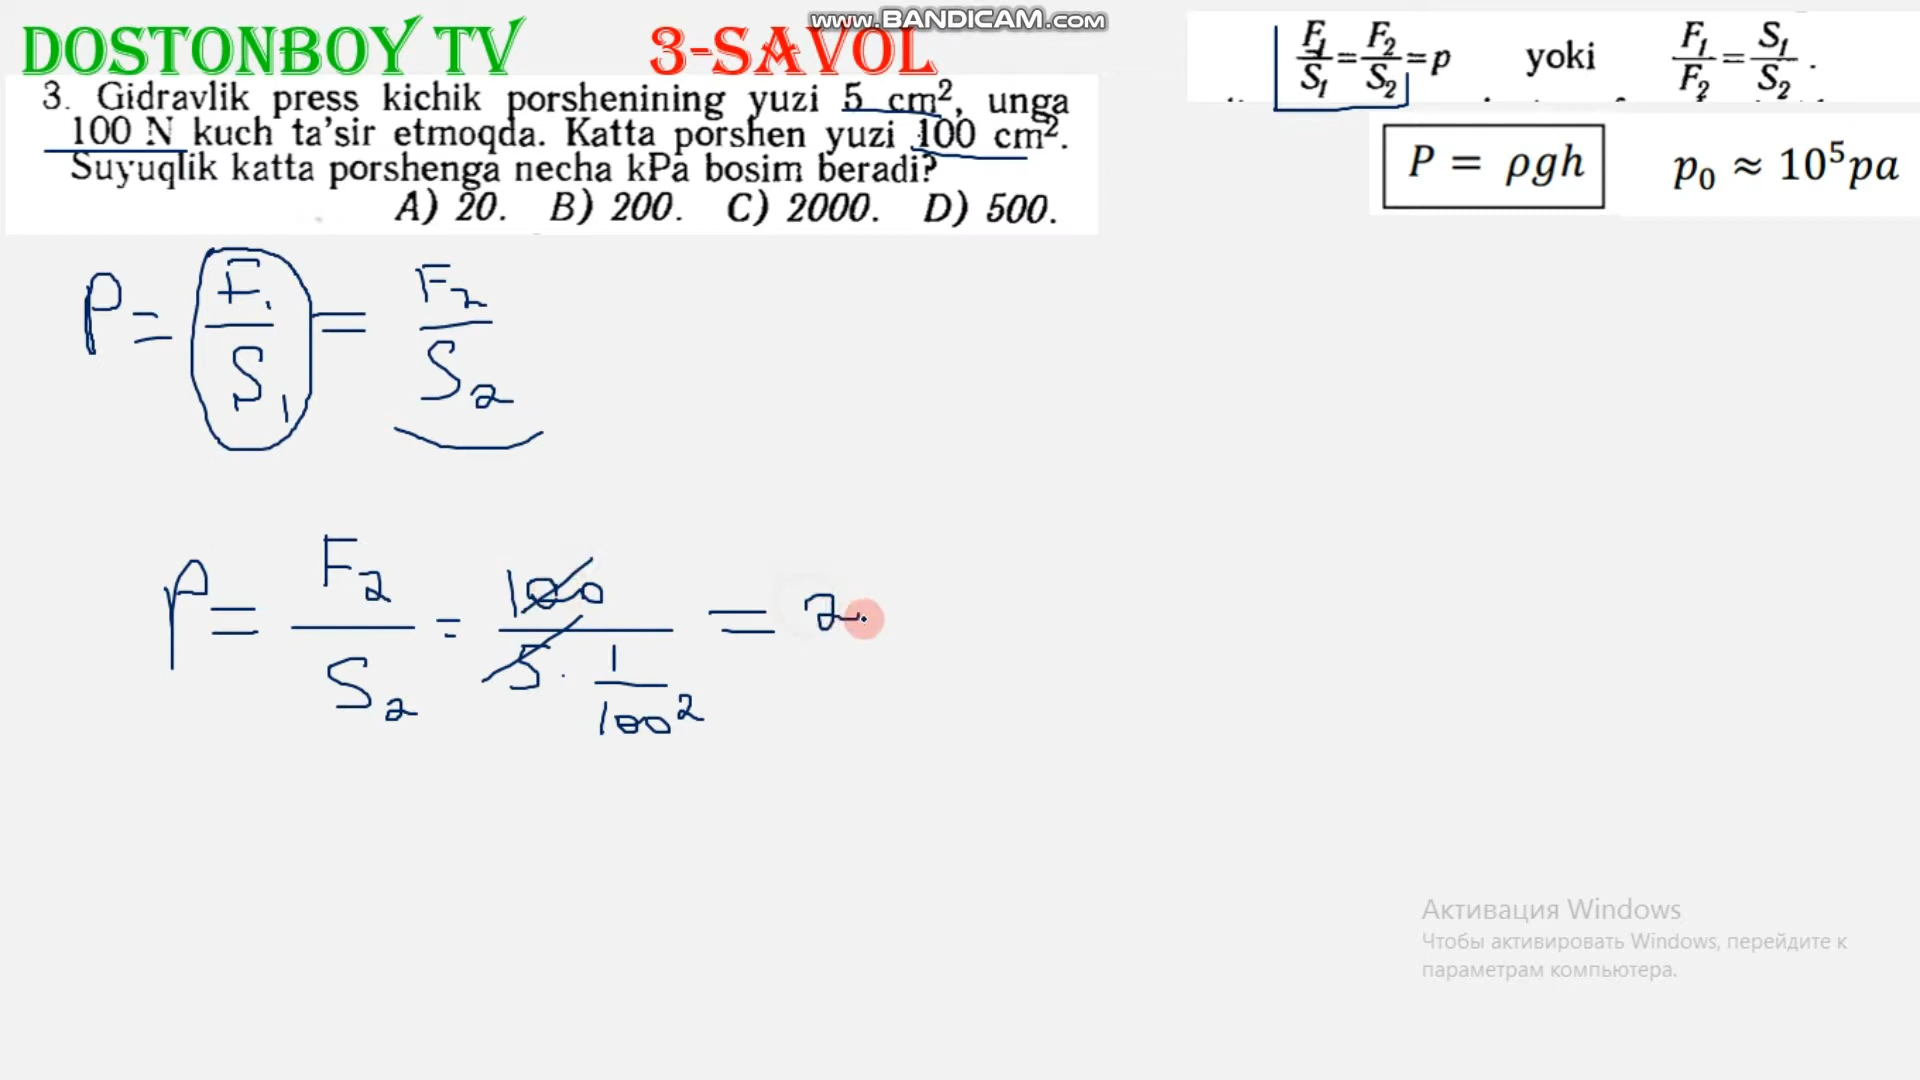 www.BANDICAM.com
DOSTONBOY TV
3-SAVOL
3. Gidravlik press kichik porshenining yuzi 5 cm², unga
100 N kuch ta'sir etmoqda. Katta porshen yuzi 100 cm².
Suyuqlik katta porshenga necha kPa bosim beradi?
A) 20. B) 200. C) 2000. D) 500.
F₁/S₁ = F₂/S₂ = p yoki F₁/F₂ = S₁/S₂ .
P = ρgh
p₀ ≈ 10⁵pa
P = F₁/S₁ = F₂/S₂
P = F₂/S₂ = 100/(5 · 1/100²) = 2
Активация Windows
Чтобы активировать Windows, перейдите к
параметрам компьютера.